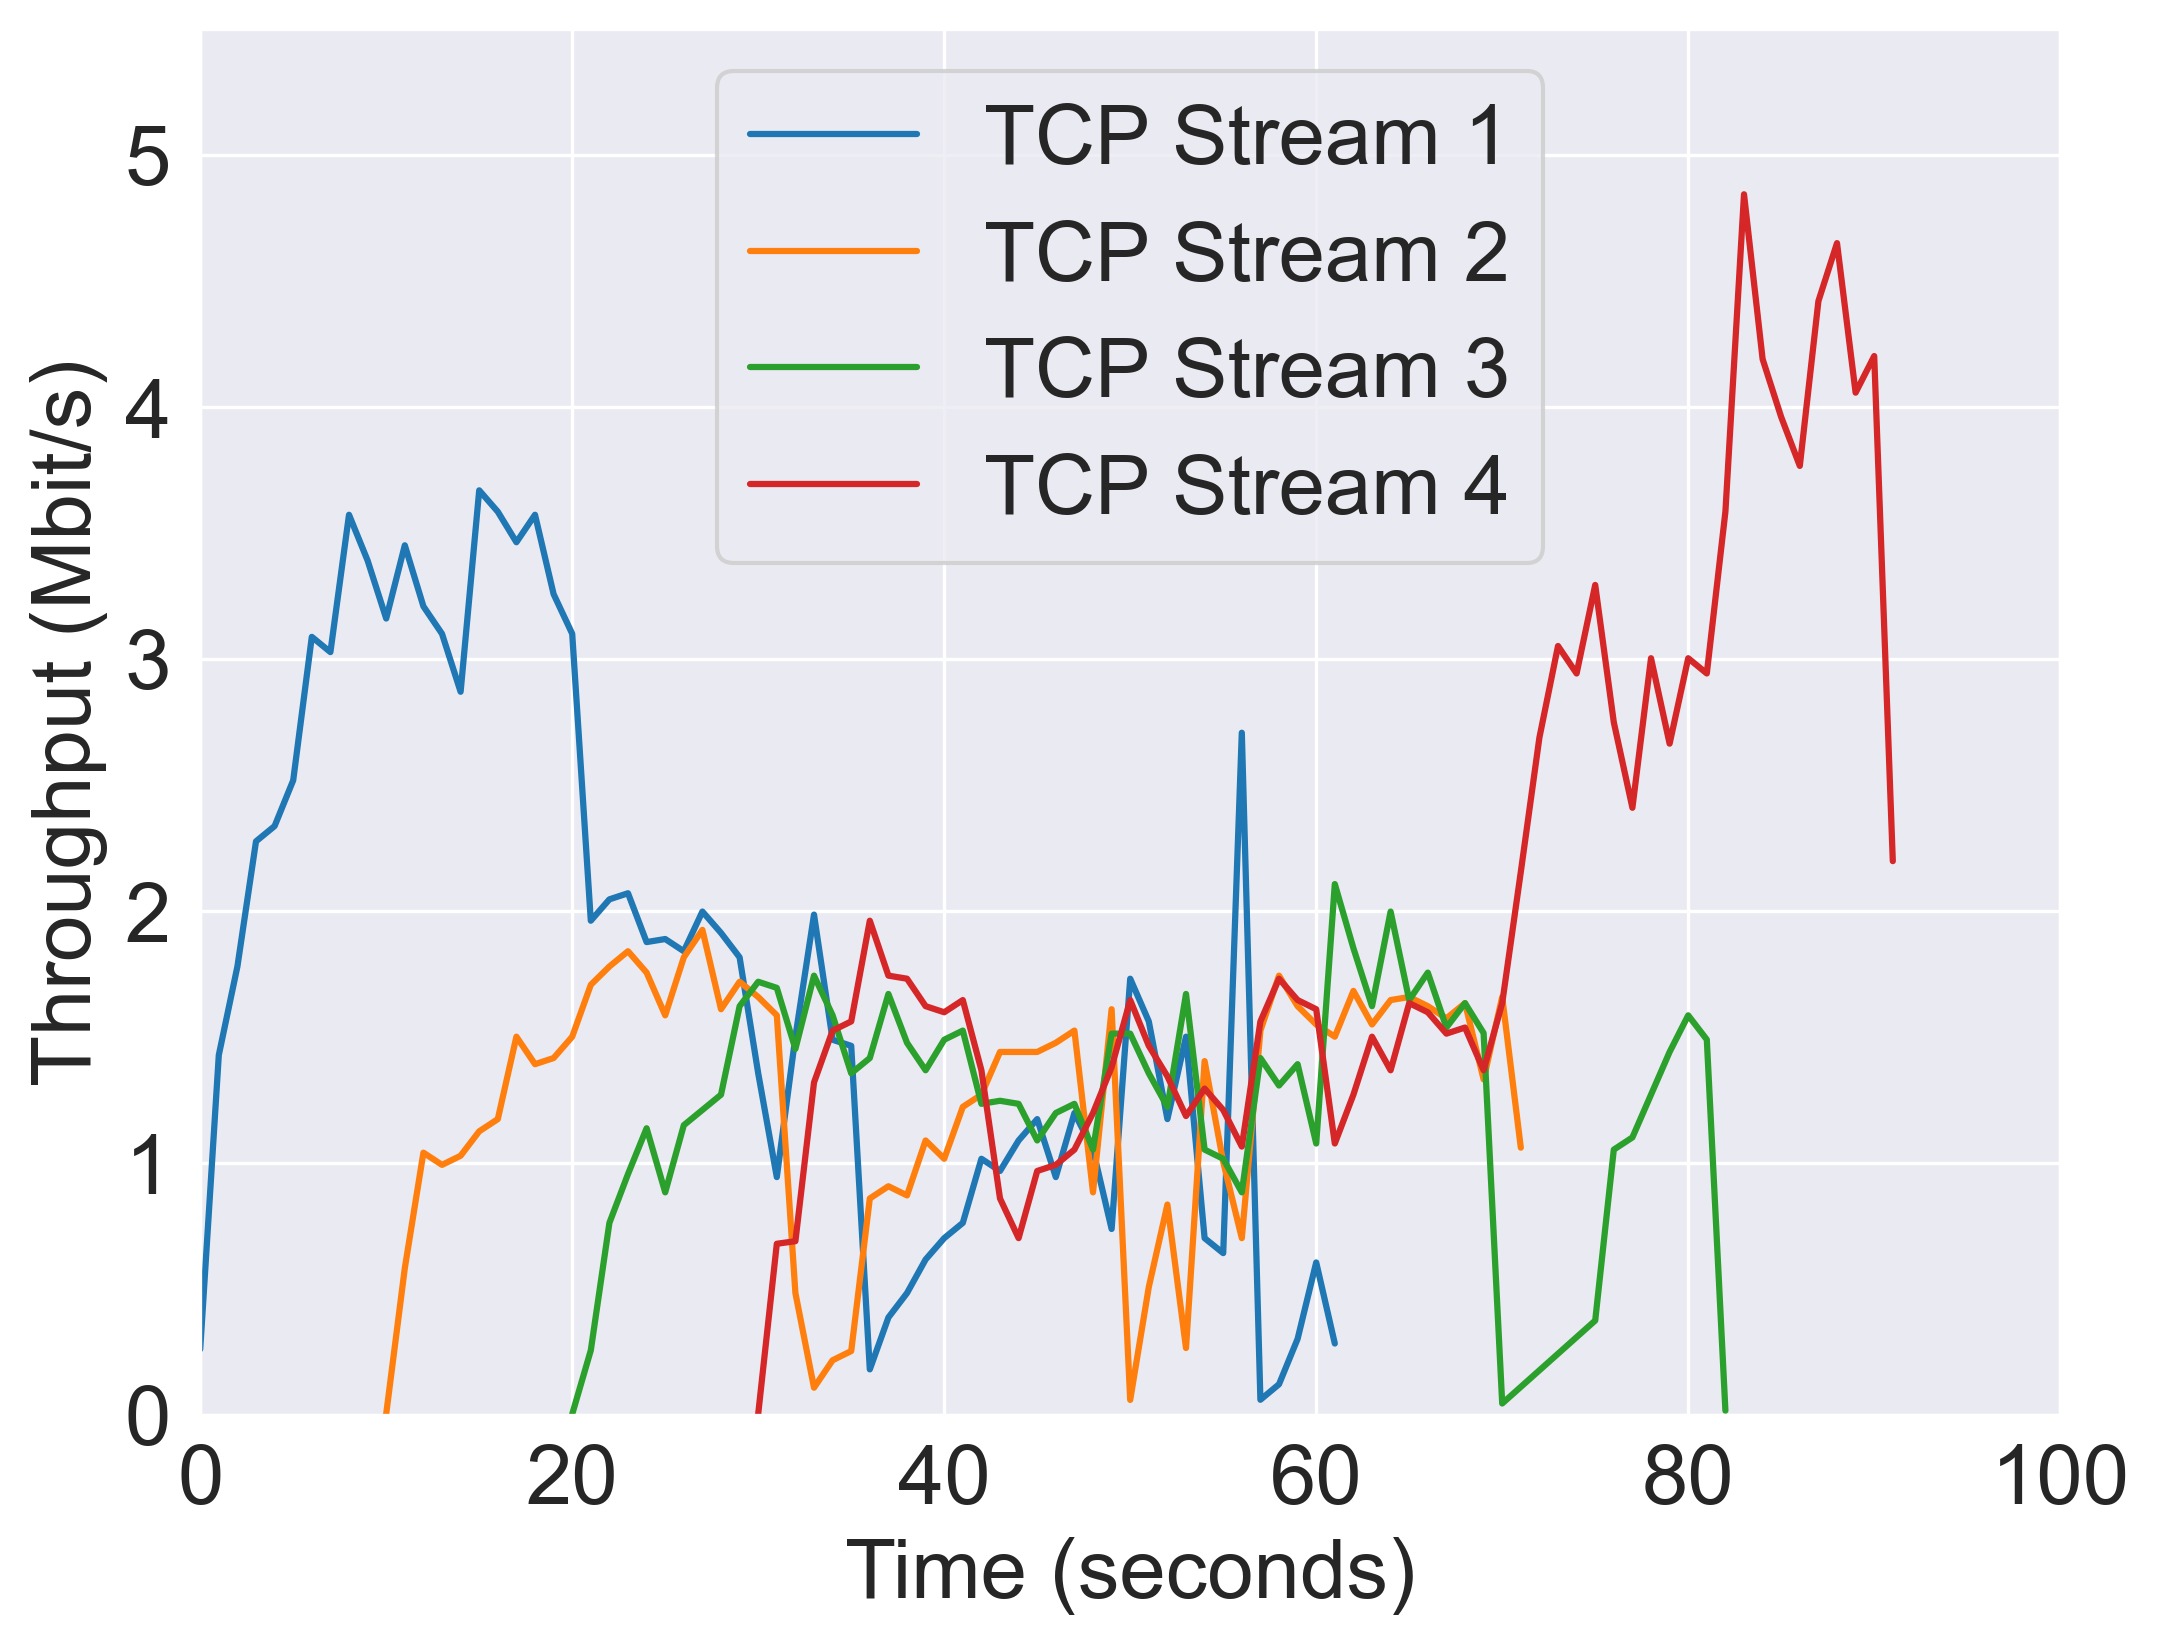 TCP Stream 1
TCP Stream 2
TCP Stream 3
TCP Stream 4
Throughput (Mbit/s)
5
4
3
2
1
0
0 20 40 60 80 100
Time (seconds)